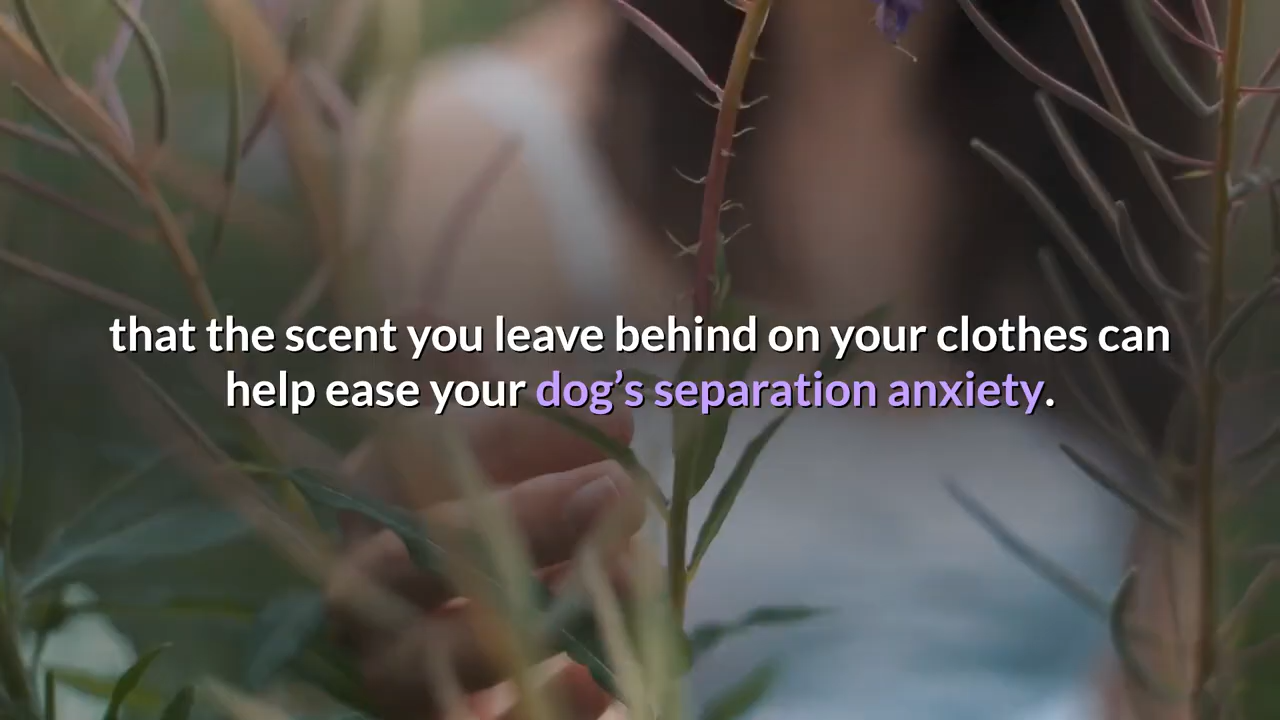 that the scent you leave behind on your clothes can
help ease your dog’s separation anxiety.